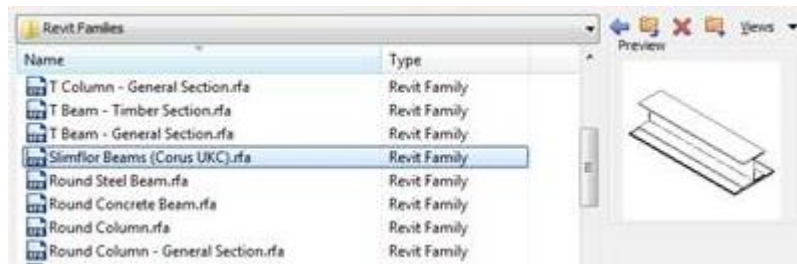 Revit Families
Views
Preview
Name Type
T Column - General Section.rfa Revit Family
T Beam - Timber Section.rfa Revit Family
T Beam - General Section.rfa Revit Family
Slimflor Beams (Corus UKC).rfa Revit Family
Round Steel Beam.rfa Revit Family
Round Concrete Beam.rfa Revit Family
Round Column.rfa Revit Family
Round Column - General Section.rfa Revit Family